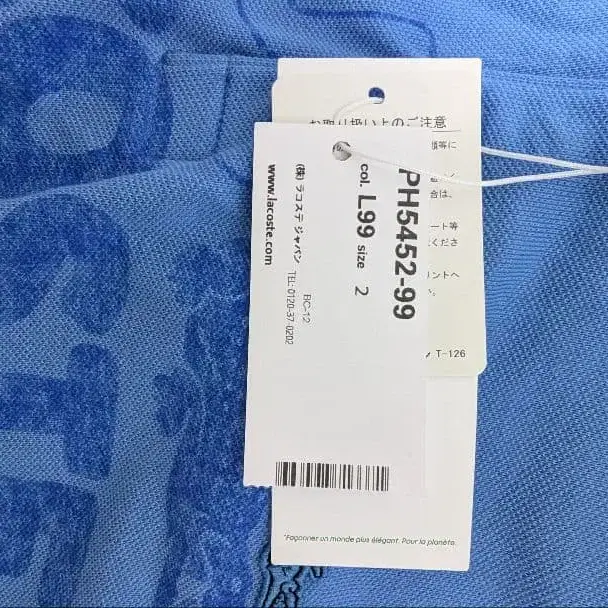 お取り扱い上のご注意
PH5452-99
col. L99 size 2
BC-12
(株) ラコステ ジャパン TEL: 0120-37-0202
www.lacoste.com
T-126
"Façonner un monde plus élégant. Pour la planète.